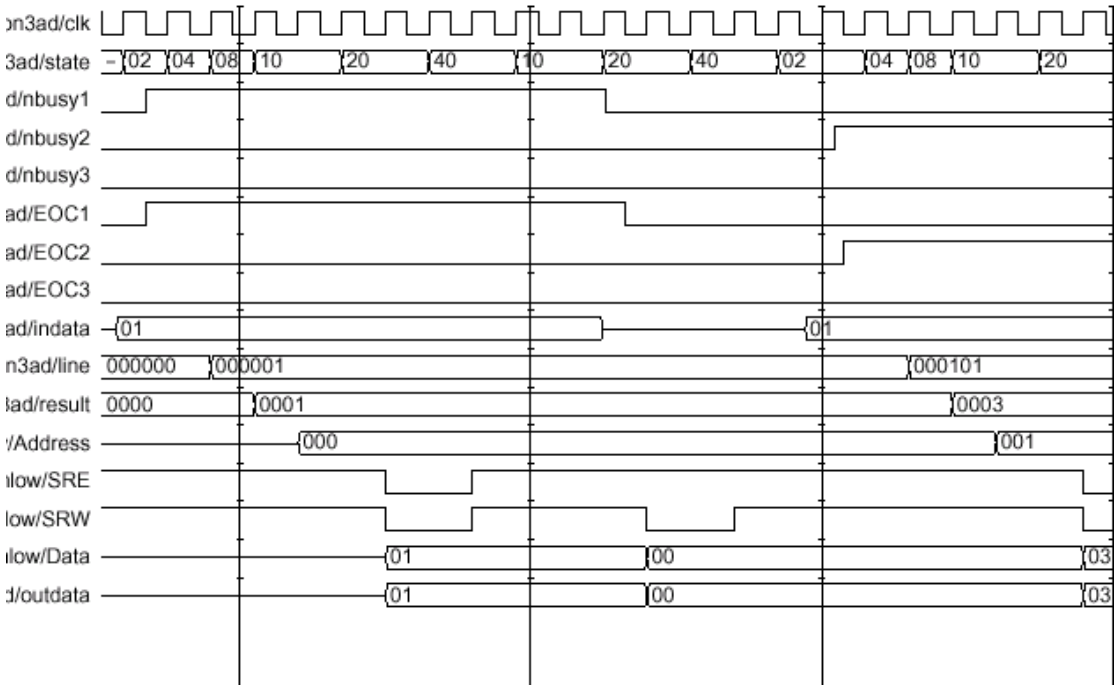 on3ad/clk
3ad/state - 02 04 08 10 20 40 10 20 40 02 04 08 10 20
d/nbusy1
d/nbusy2
d/nbusy3
ad/EOC1
ad/EOC2
ad/EOC3
ad/indata 01 01
n3ad/line 000000 000001 000101
3ad/result 0000 0001 0003
/Address 000 001
low/SRE
low/SRW
low/Data 01 00 03
d/outdata 01 00 03